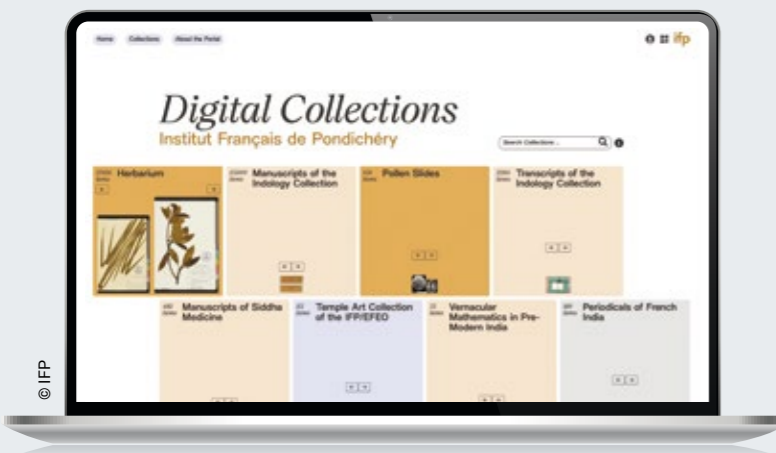 Home Collections About the Portal
ifp
Digital Collections
Institut Français de Pondichéry
Search Collections ...
Herbarium
Manuscripts of the
Indology Collection
Pollen Slides
Transcripts of the
Indology Collection
Manuscripts of Siddha
Medicine
Temple Art Collection
of the IFP/EFEO
Vernacular
Mathematics in Pre-
Modern India
Periodicals of French
India
© IFP